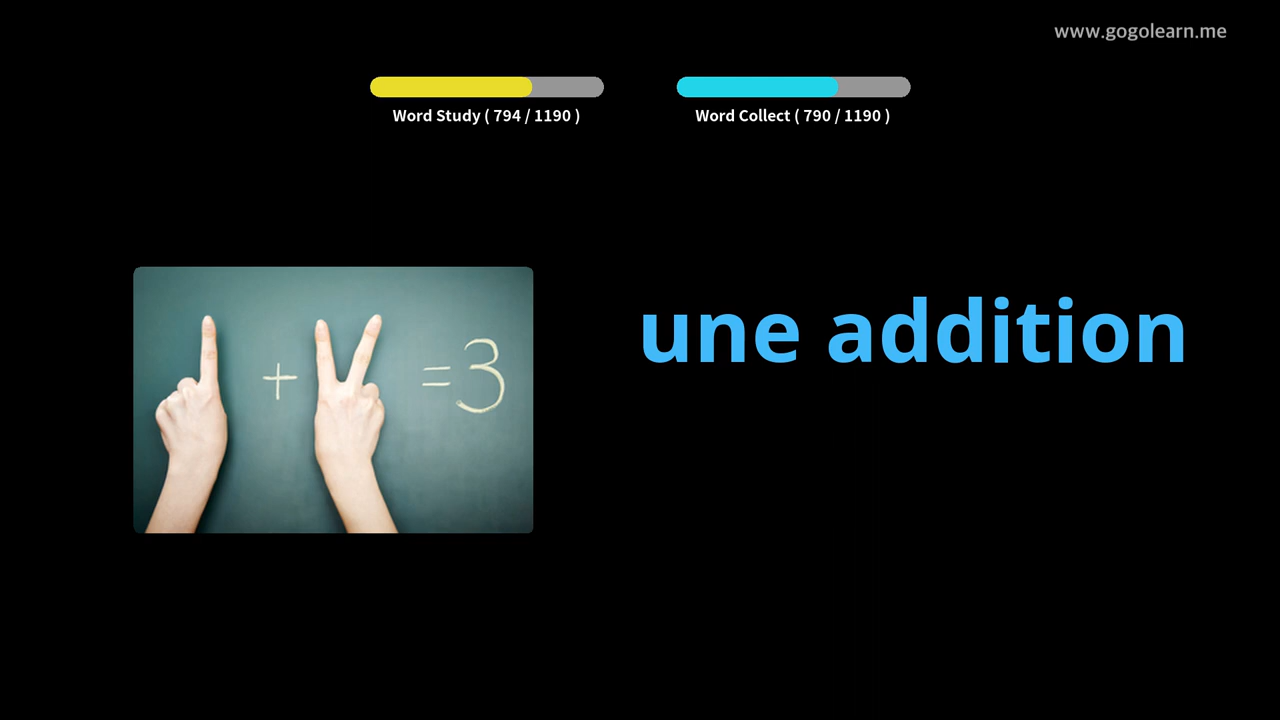 www.gogolearn.me
Word Study ( 794 / 1190 )
Word Collect ( 790 / 1190 )
une addition
+ = 3